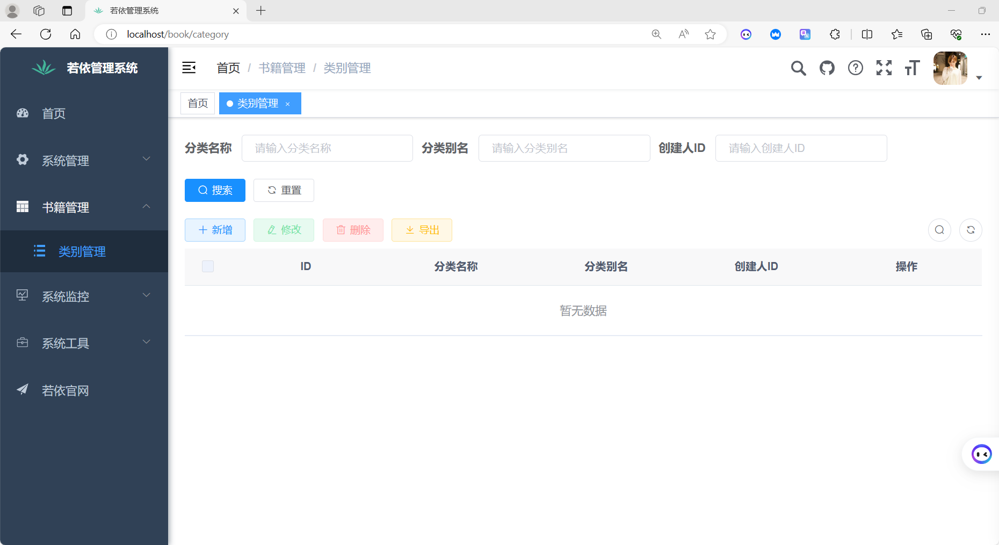 若依管理系统
localhost/book/category
若依管理系统
首页 / 书籍管理 / 类别管理
首页
类别管理 ×
首页
系统管理
书籍管理
类别管理
系统监控
系统工具
若依官网
分类名称 请输入分类名称 分类别名 请输入分类别名 创建人ID 请输入创建人ID
搜索 重置
新增 修改 删除 导出
ID 分类名称 分类别名 创建人ID 操作
暂无数据